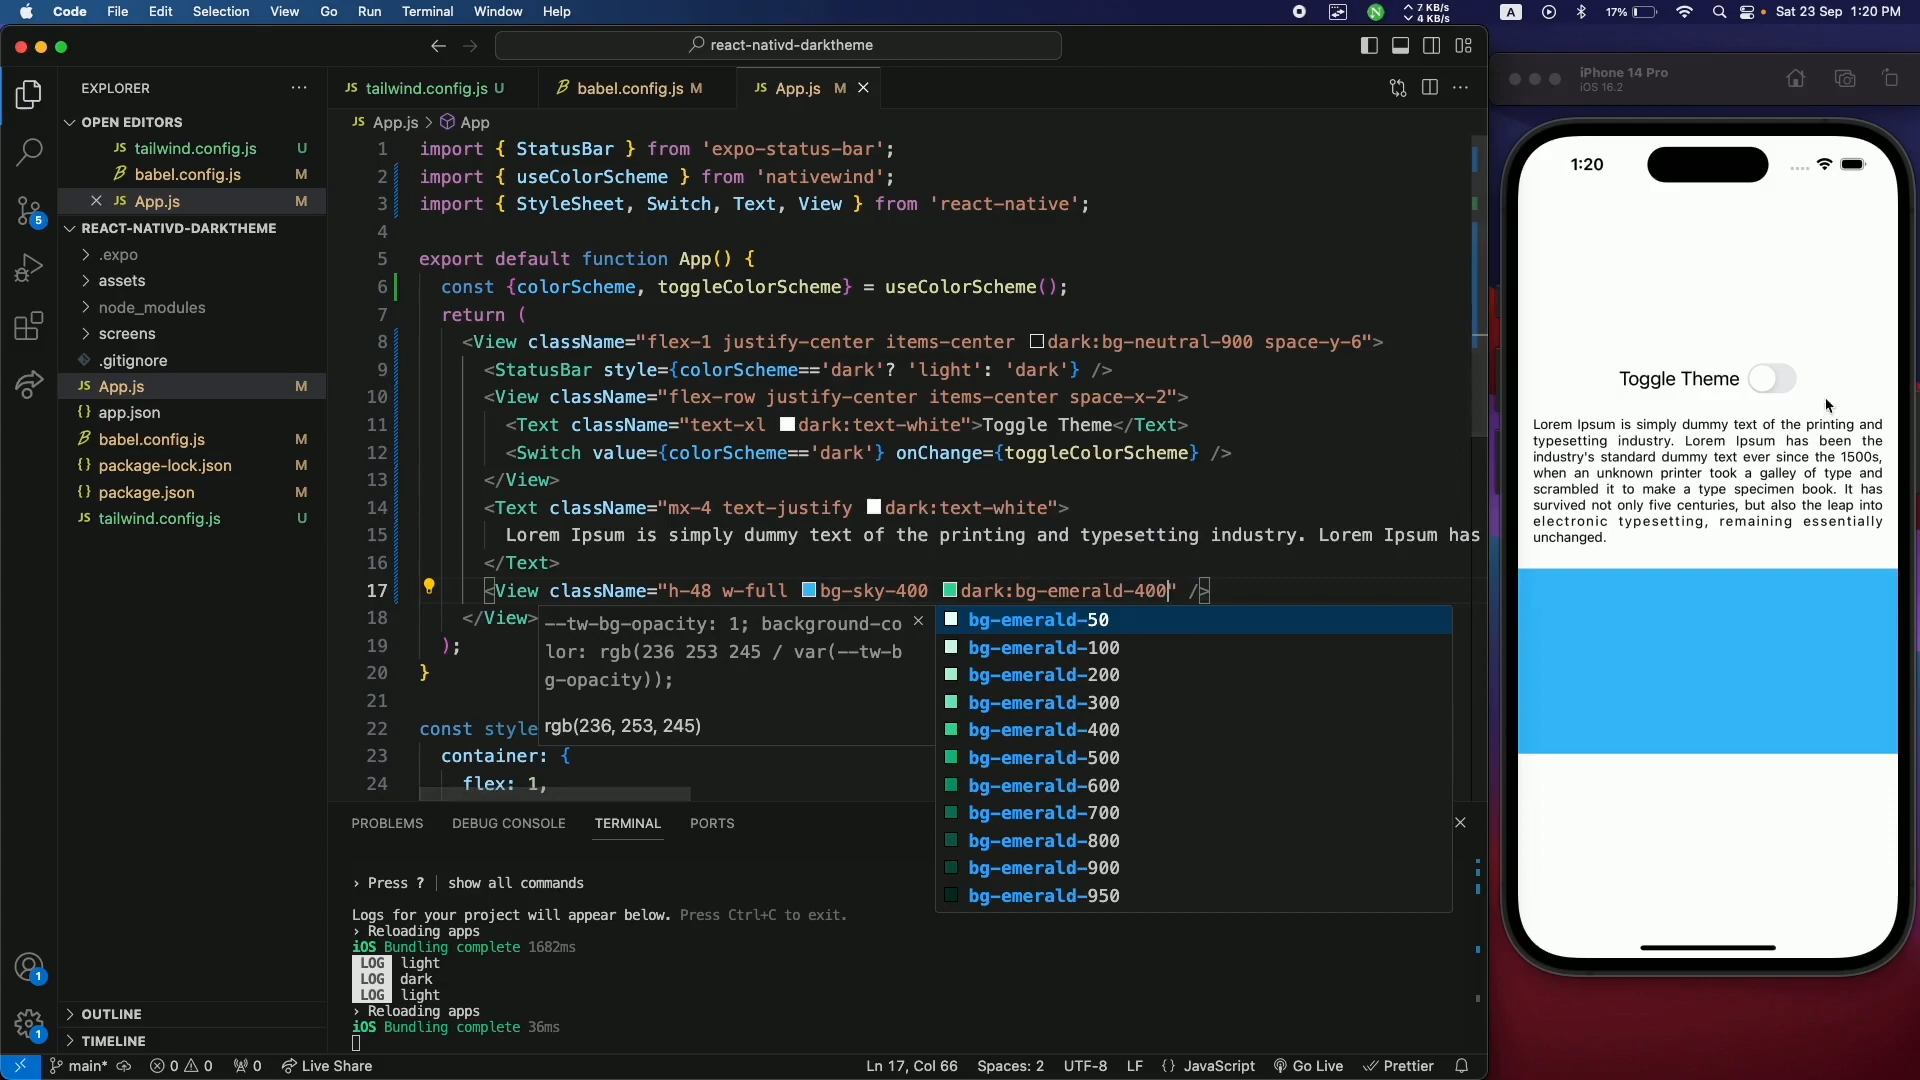 Code File Edit Selection View Go Run Terminal Window Help
7 KB/s
4 KB/s
A 17% Sat 23 Sep 1:20 PM
react-nativd-darktheme
iPhone 14 Pro
iOS 16.2
EXPLORER
JS tailwind.config.js U
babel.config.js M
JS App.js M
OPEN EDITORS
JS tailwind.config.js U
babel.config.js M
JS App.js M
REACT-NATIVD-DARKTHEME
.expo
assets
node_modules
screens
.gitignore
JS App.js M
{} app.json
babel.config.js M
{} package-lock.json M
{} package.json M
JS tailwind.config.js U
5
1
1
OUTLINE
TIMELINE
JS App.js > App
1 import { StatusBar } from 'expo-status-bar';
2 import { useColorScheme } from 'nativewind';
3 import { StyleSheet, Switch, Text, View } from 'react-native';
4
5 export default function App() {
6 const {colorScheme, toggleColorScheme} = useColorScheme();
7 return (
8 <View className="flex-1 justify-center items-center dark:bg-neutral-900 space-y-6">
9 <StatusBar style={colorScheme=='dark'? 'light': 'dark'} />
10 <View className="flex-row justify-center items-center space-x-2">
11 <Text className="text-xl dark:text-white">Toggle Theme</Text>
12 <Switch value={colorScheme=='dark'} onChange={toggleColorScheme} />
13 </View>
14 <Text className="mx-4 text-justify dark:text-white">
15 Lorem Ipsum is simply dummy text of the printing and typesetting industry. Lorem Ipsum has
16 </Text>
17 <View className="h-48 w-full bg-sky-400 dark:bg-emerald-400" />
18 </View>
19 );
20 }
21
22 const style
23 container: {
24 flex: 1,
--tw-bg-opacity: 1; background-co
lor: rgb(236 253 245 / var(--tw-b
g-opacity));
rgb(236, 253, 245)
bg-emerald-50
bg-emerald-100
bg-emerald-200
bg-emerald-300
bg-emerald-400
bg-emerald-500
bg-emerald-600
bg-emerald-700
bg-emerald-800
bg-emerald-900
bg-emerald-950
PROBLEMS DEBUG CONSOLE TERMINAL PORTS
› Press ? | show all commands
Logs for your project will appear below. Press Ctrl+C to exit.
› Reloading apps
iOS Bundling complete 1682ms
LOG light
LOG dark
LOG light
› Reloading apps
iOS Bundling complete 36ms
main* 0 0 0 Live Share Ln 17, Col 66 Spaces: 2 UTF-8 LF {} JavaScript Go Live Prettier
1:20
Toggle Theme
Lorem Ipsum is simply dummy text of the printing and
typesetting industry. Lorem Ipsum has been the
industry's standard dummy text ever since the 1500s,
when an unknown printer took a galley of type and
scrambled it to make a type specimen book. It has
survived not only five centuries, but also the leap into
electronic typesetting, remaining essentially
unchanged.